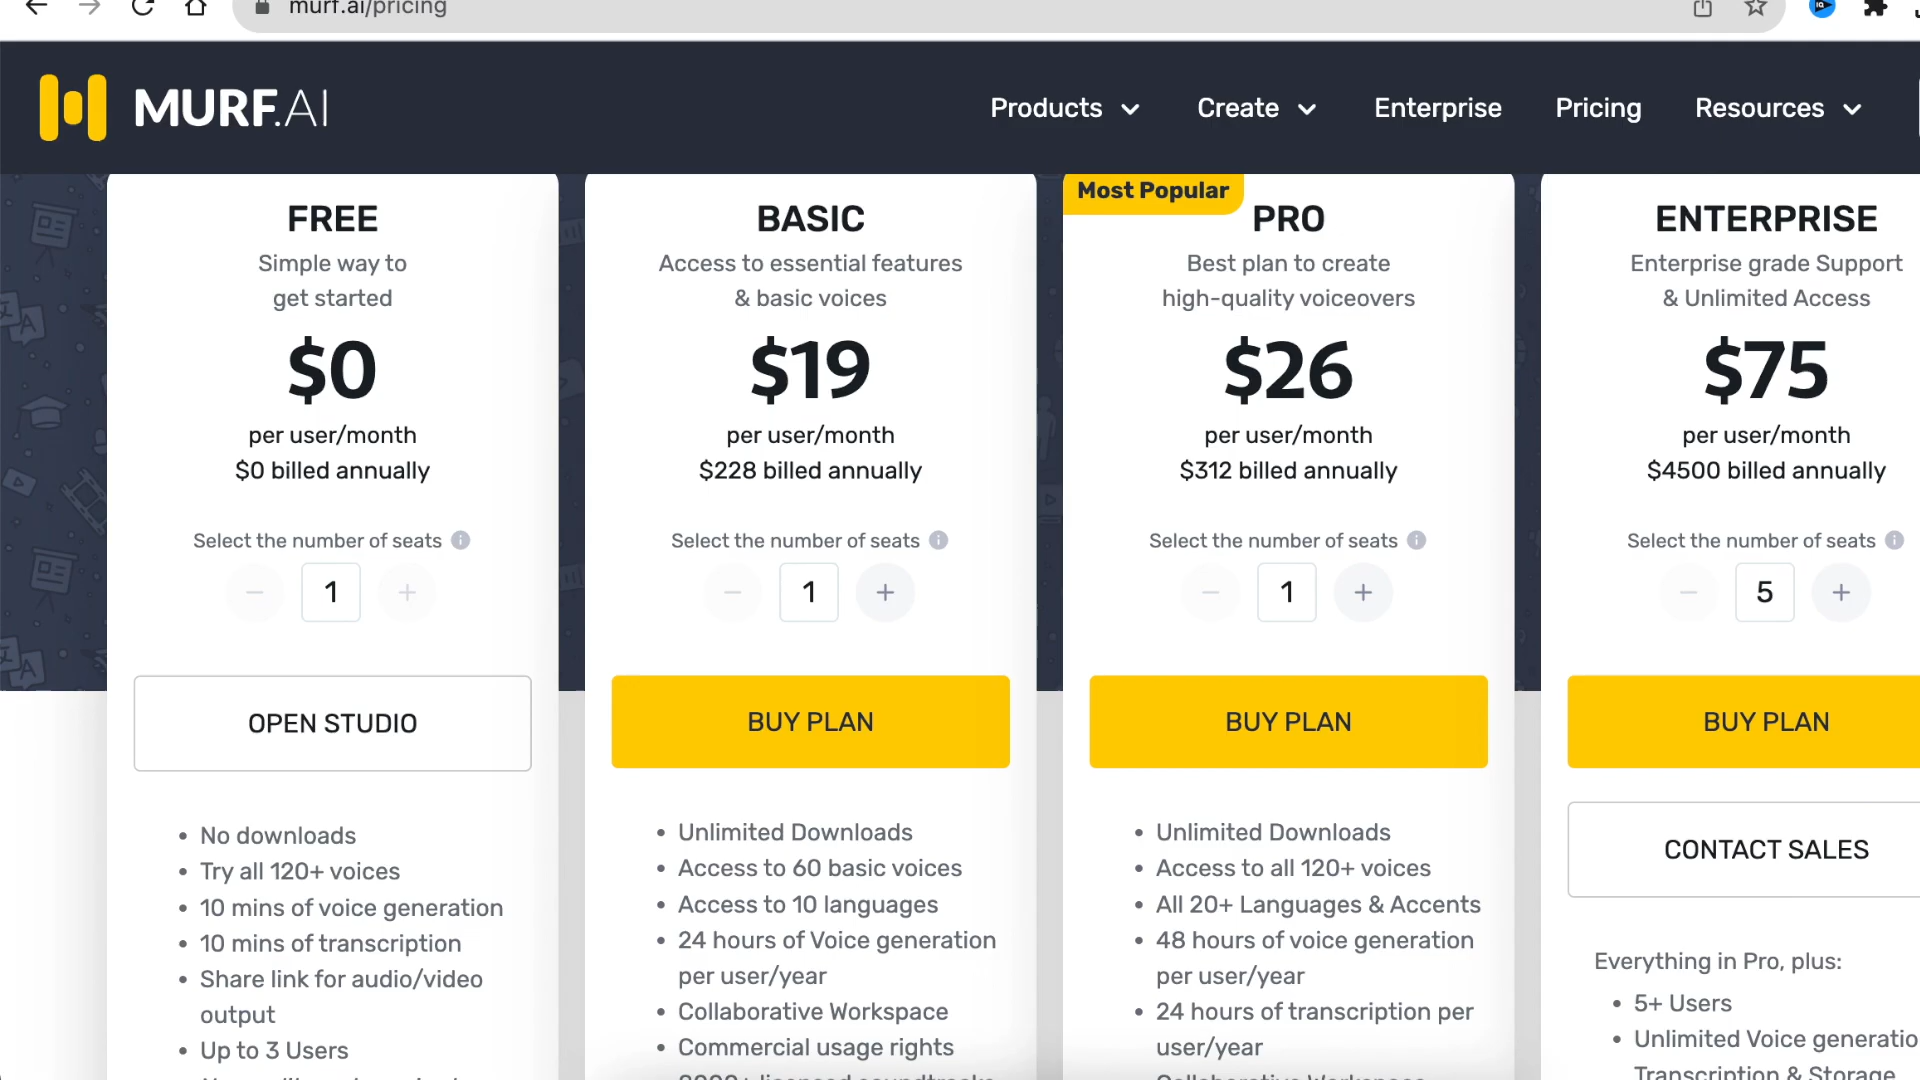 murf.ai/pricing
MURF.AI
Products
Create
Enterprise
Pricing
Resources
FREE
Simple way to
get started
$0
per user/month
$0 billed annually
Select the number of seats
1
OPEN STUDIO
No downloads
Try all 120+ voices
10 mins of voice generation
10 mins of transcription
Share link for audio/video
output
Up to 3 Users
BASIC
Access to essential features
& basic voices
$19
per user/month
$228 billed annually
Select the number of seats
1
BUY PLAN
Unlimited Downloads
Access to 60 basic voices
Access to 10 languages
24 hours of Voice generation
per user/year
Collaborative Workspace
Commercial usage rights
Most Popular
PRO
Best plan to create
high-quality voiceovers
$26
per user/month
$312 billed annually
Select the number of seats
1
BUY PLAN
Unlimited Downloads
Access to all 120+ voices
All 20+ Languages & Accents
48 hours of voice generation
per user/year
24 hours of transcription per
user/year
Collaborative Workspace
ENTERPRISE
Enterprise grade Support
& Unlimited Access
$75
per user/month
$4500 billed annually
Select the number of seats
5
BUY PLAN
CONTACT SALES
Everything in Pro, plus:
5+ Users
Unlimited Voice generatio
Transcription & Storage